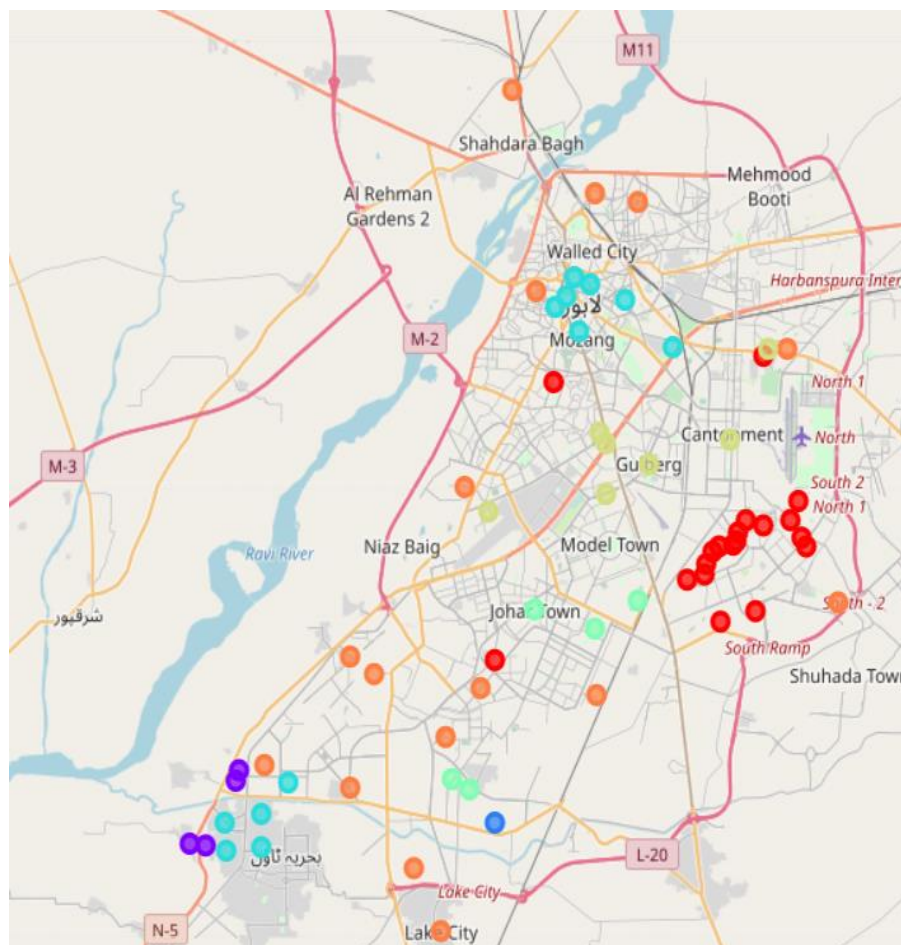 M11
Shahdara Bagh
Mehmood
Booti
Al Rehman
Gardens 2
Walled City
Harbanspura Inter
لاہور
Mozang
M-2
North 1
Cantonment
North
Gulberg
M-3
South 2
North 1
Niaz Baig
Model Town
Ravi River
Johar Town
South - 2
شرقپور
South Ramp
Shuhada Town
بحریہ ٹاؤن
L-20
Lake City
N-5
Lake City